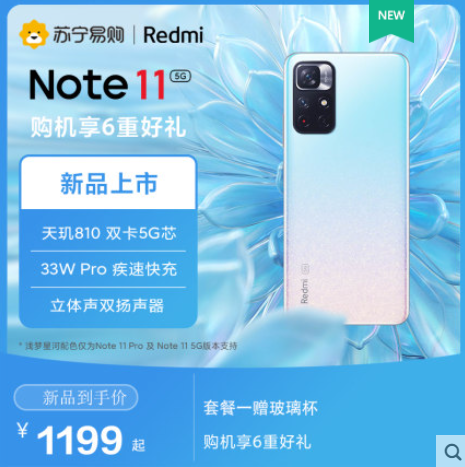 NEW
苏宁易购 | Redmi
Note 11 5G
购机享6重好礼
新品上市
天玑810 双卡5G芯
33W Pro 疾速快充
立体声双扬声器
Redmi 5G
* 浅梦星河配色仅为Note 11 Pro 及 Note 11 5G版本支持
新品到手价
¥1199 起
套餐一赠玻璃杯
购机享6重好礼